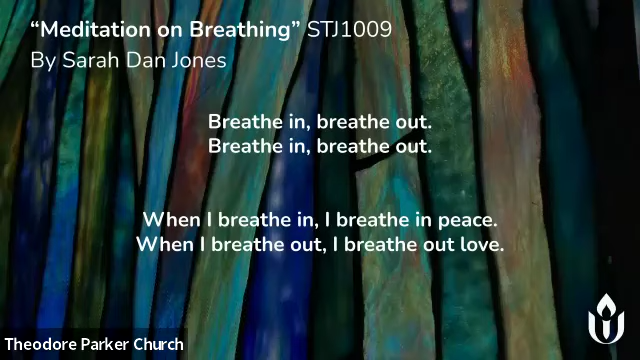 “Meditation on Breathing” STJ1009
By Sarah Dan Jones
Breathe in, breathe out.
Breathe in, breathe out.
When I breathe in, I breathe in peace.
When I breathe out, I breathe out love.
Theodore Parker Church